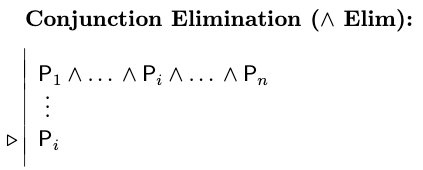 Conjunction Elimination (∧ Elim):
P₁ ∧ … ∧ Pᵢ ∧ … ∧ Pₙ
⋮
▷ Pᵢ